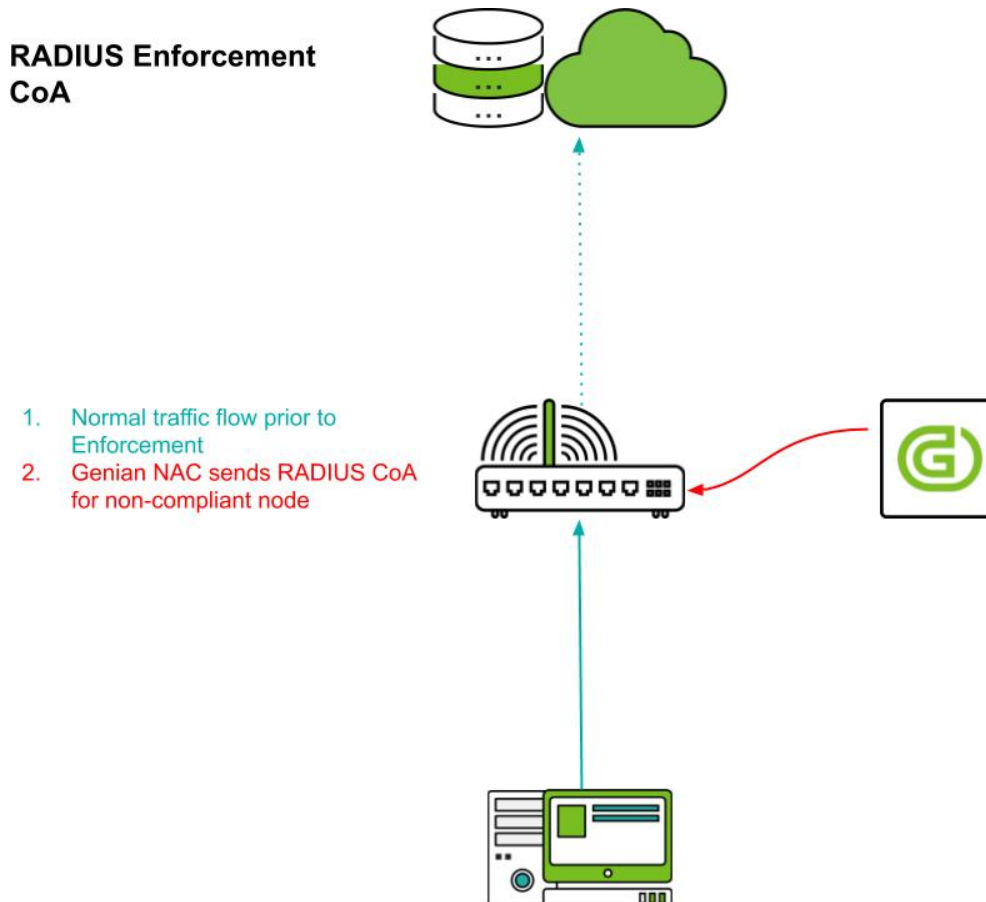 RADIUS Enforcement
CoA
1. Normal traffic flow prior to
Enforcement
2. Genian NAC sends RADIUS CoA
for non-compliant node